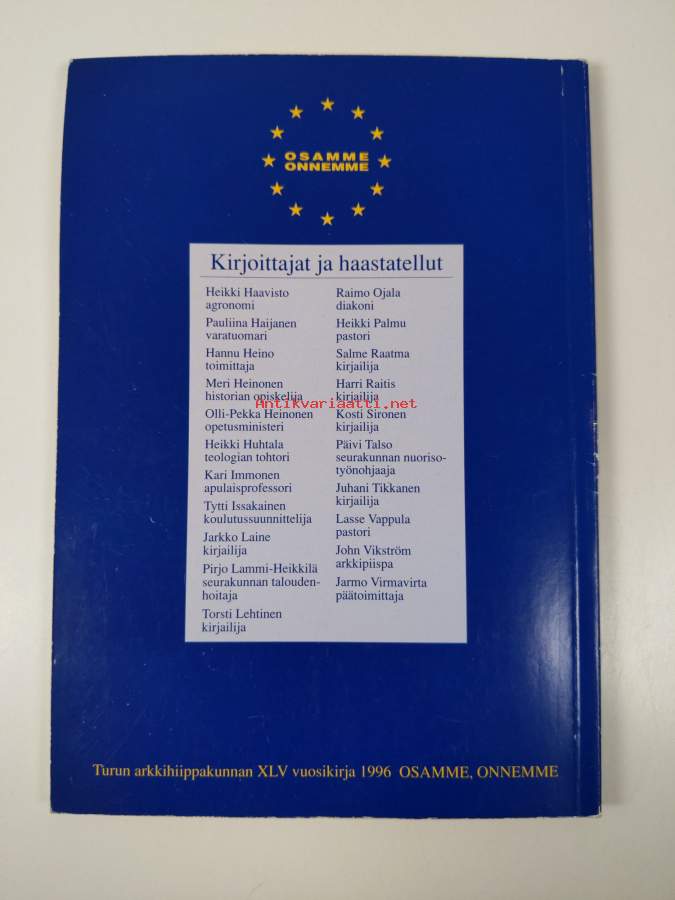 OSAMME
ONNEMME
Kirjoittajat ja haastatellut
Heikki Haavisto
agronomi
Pauliina Haijanen
varatuomari
Hannu Heino
toimittaja
Meri Heinonen
historian opiskelija
Olli-Pekka Heinonen
opetusministeri
Heikki Huhtala
teologian tohtori
Kari Immonen
apulaisprofessori
Tytti Issakainen
koulutussuunnittelija
Jarkko Laine
kirjailija
Pirjo Lammi-Heikkilä
seurakunnan talouden-
hoitaja
Torsti Lehtinen
kirjailija
Raimo Ojala
diakoni
Heikki Palmu
pastori
Salme Raatma
kirjailija
Harri Raitis
kirjailija
Kosti Sironen
kirjailija
Päivi Talso
seurakunnan nuoriso-
työnohjaaja
Juhani Tikkanen
kirjailija
Lasse Vappula
pastori
John Vikström
arkkipiispa
Jarmo Virmavirta
päätoimittaja
Antikvariaatti.net
Turun arkkihiippakunnan XLV vuosikirja 1996 OSAMME, ONNEMME